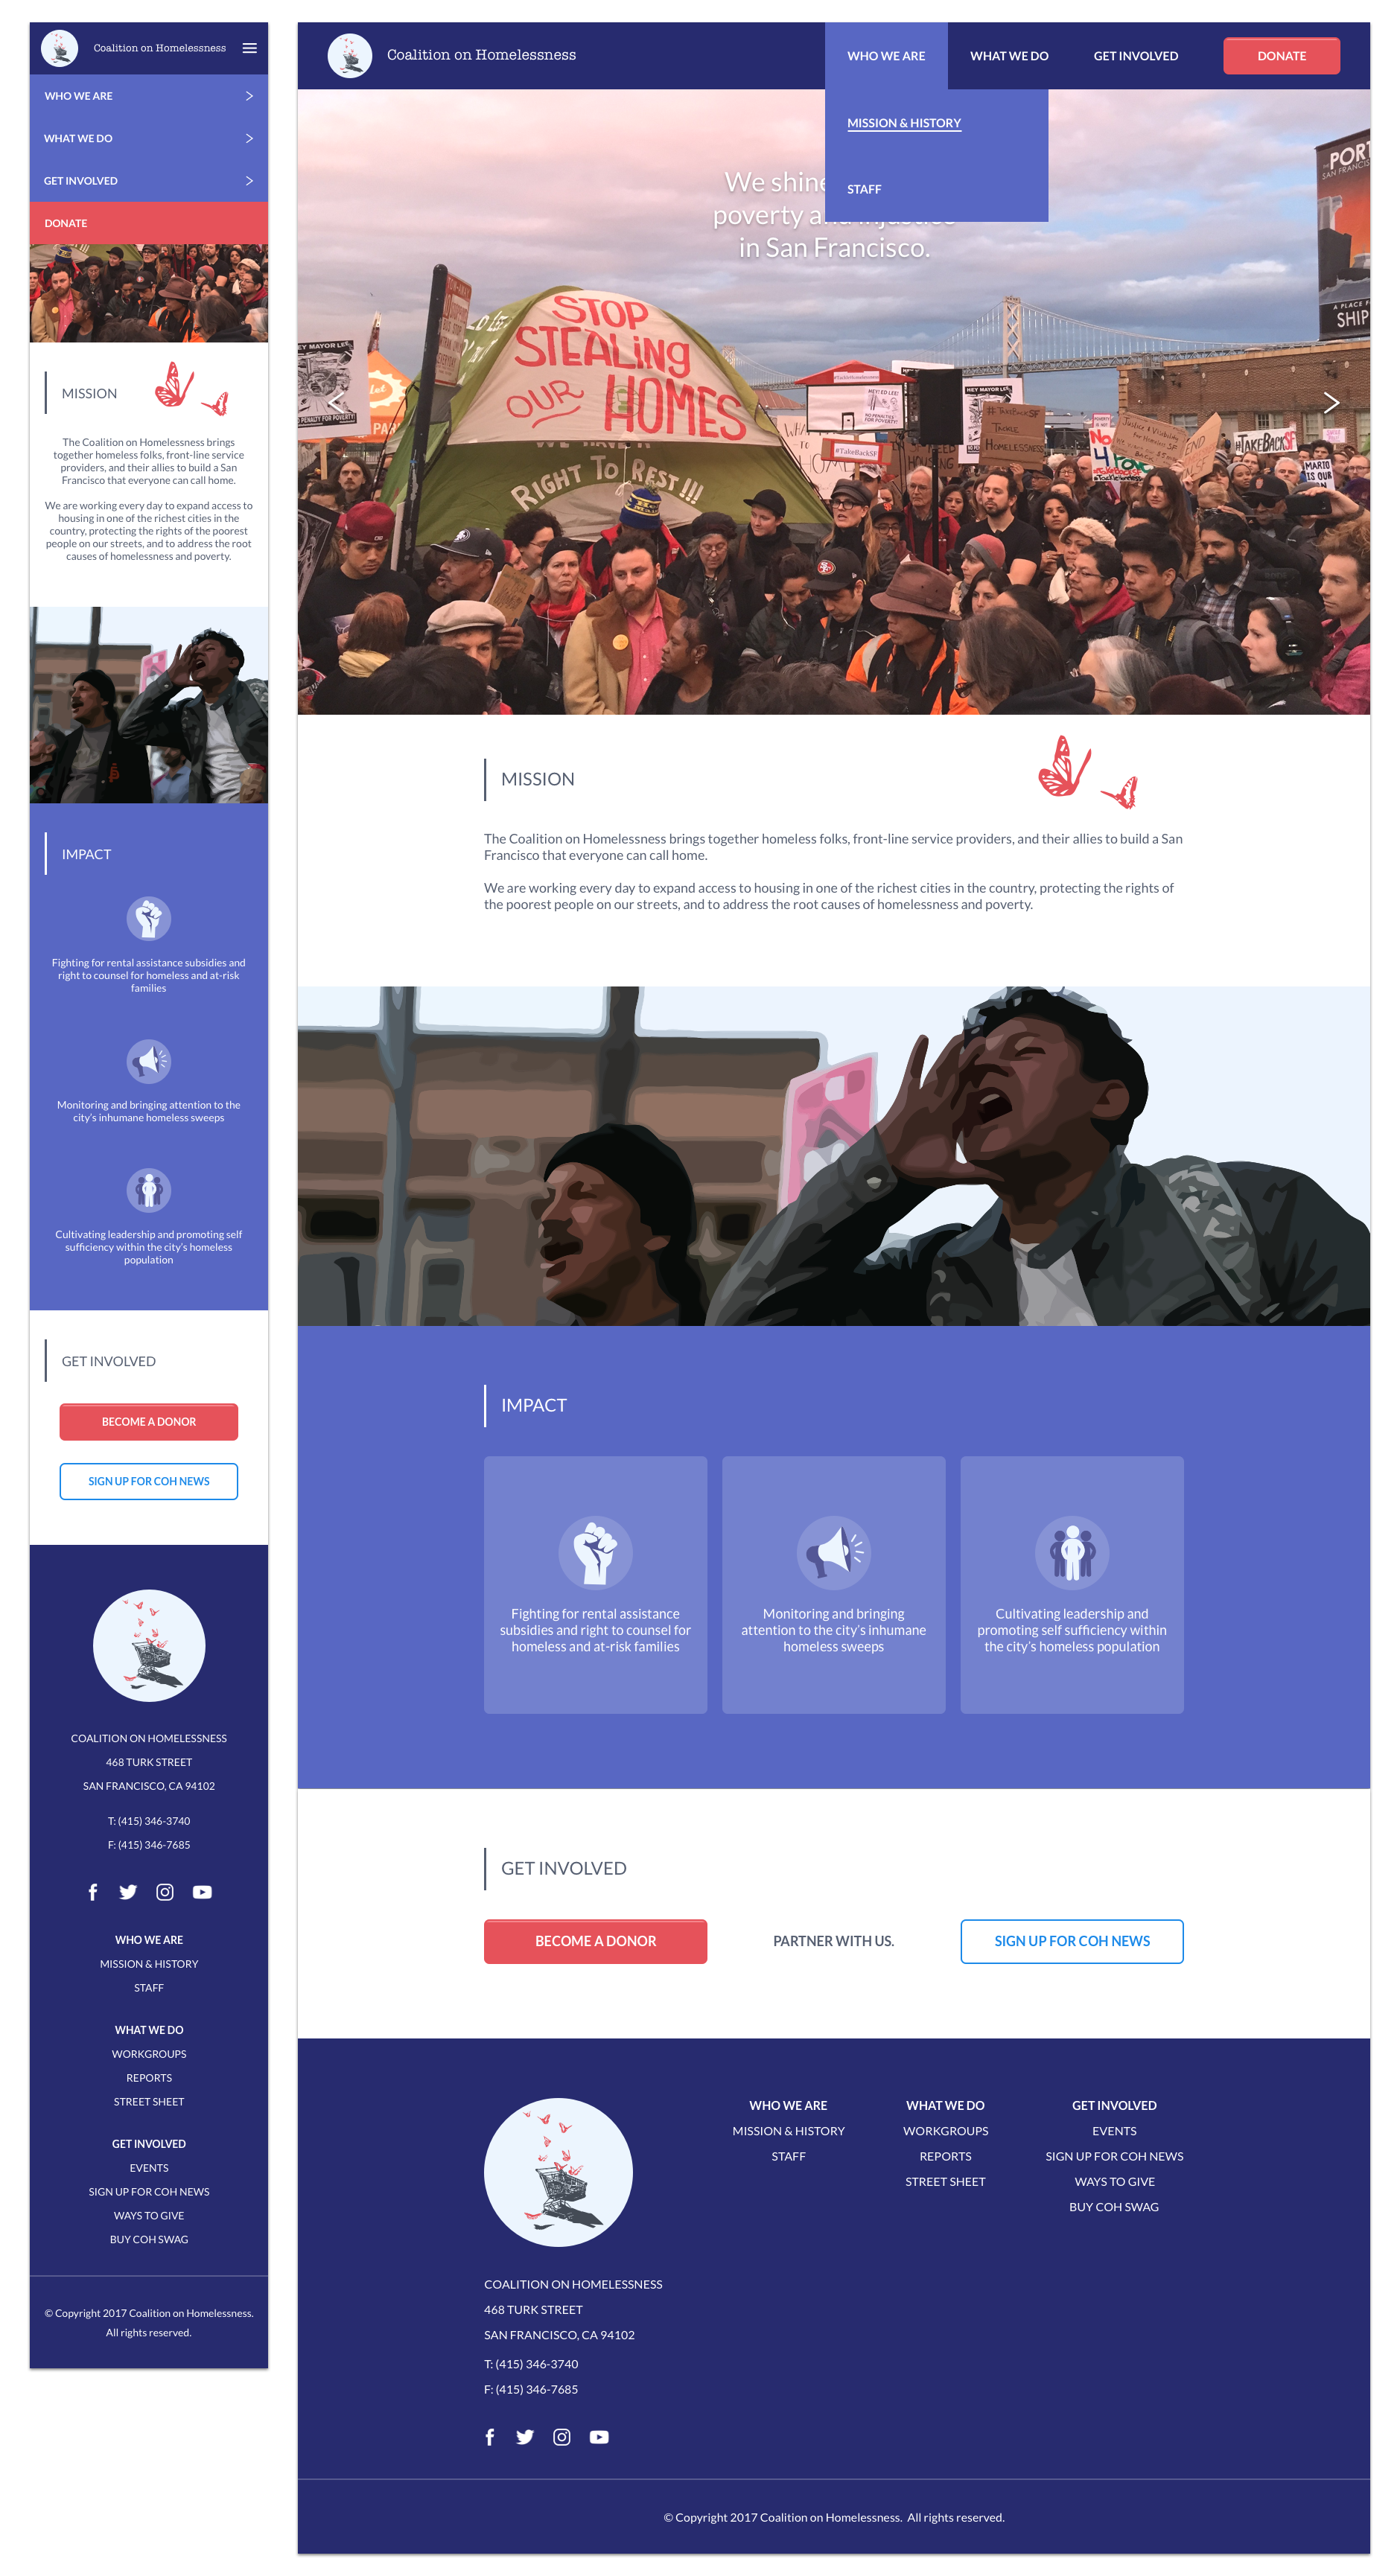 Coalition on Homelessness
WHO WE ARE
WHAT WE DO
GET INVOLVED
DONATE
MISSION
The Coalition on Homelessness brings
together homeless folks, front-line service
providers, and their allies to build a San
Francisco that everyone can call home.
We are working every day to expand access to
housing in one of the richest cities in the
country, protecting the rights of the poorest
people on our streets, and to address the root
causes of homelessness and poverty.
IMPACT
Fighting for rental assistance subsidies and
right to counsel for homeless and at-risk
families
Monitoring and bringing attention to the
city's inhumane homeless sweeps
Cultivating leadership and promoting self
sufficiency within the city's homeless
population
GET INVOLVED
BECOME A DONOR
SIGN UP FOR COH NEWS
COALITION ON HOMELESSNESS
468 TURK STREET
SAN FRANCISCO, CA 94102
T: (415) 346-3740
F: (415) 346-7685
WHO WE ARE
MISSION & HISTORY
STAFF
WHAT WE DO
WORKGROUPS
REPORTS
STREET SHEET
GET INVOLVED
EVENTS
SIGN UP FOR COH NEWS
WAYS TO GIVE
BUY COH SWAG
© Copyright 2017 Coalition on Homelessness.
All rights reserved.
Coalition on Homelessness
WHO WE ARE
WHAT WE DO
GET INVOLVED
DONATE
MISSION & HISTORY
STAFF
We shine
poverty
in San Francisco.
PORT
SAN FRANCIS
A PLACE F
SHIP
STOP
STEALING
OUR HOMES
RIGHT TO REST!!!
EY MAYOR LEE
HEY MAYOR LEE
#TakeBackSF
TACKLE
HOMELESSNESS
#TakeBackSF
#TAKEBACKSF
MARIO
IS OUR
MISSION
The Coalition on Homelessness brings together homeless folks, front-line service providers, and their allies to build a San
Francisco that everyone can call home.
We are working every day to expand access to housing in one of the richest cities in the country, protecting the rights of
the poorest people on our streets, and to address the root causes of homelessness and poverty.
IMPACT
Fighting for rental assistance
subsidies and right to counsel for
homeless and at-risk families
Monitoring and bringing
attention to the city's inhumane
homeless sweeps
Cultivating leadership and
promoting self sufficiency within
the city's homeless population
GET INVOLVED
BECOME A DONOR
PARTNER WITH US.
SIGN UP FOR COH NEWS
WHO WE ARE
MISSION & HISTORY
STAFF
WHAT WE DO
WORKGROUPS
REPORTS
STREET SHEET
GET INVOLVED
EVENTS
SIGN UP FOR COH NEWS
WAYS TO GIVE
BUY COH SWAG
COALITION ON HOMELESSNESS
468 TURK STREET
SAN FRANCISCO, CA 94102
T: (415) 346-3740
F: (415) 346-7685
© Copyright 2017 Coalition on Homelessness. All rights reserved.